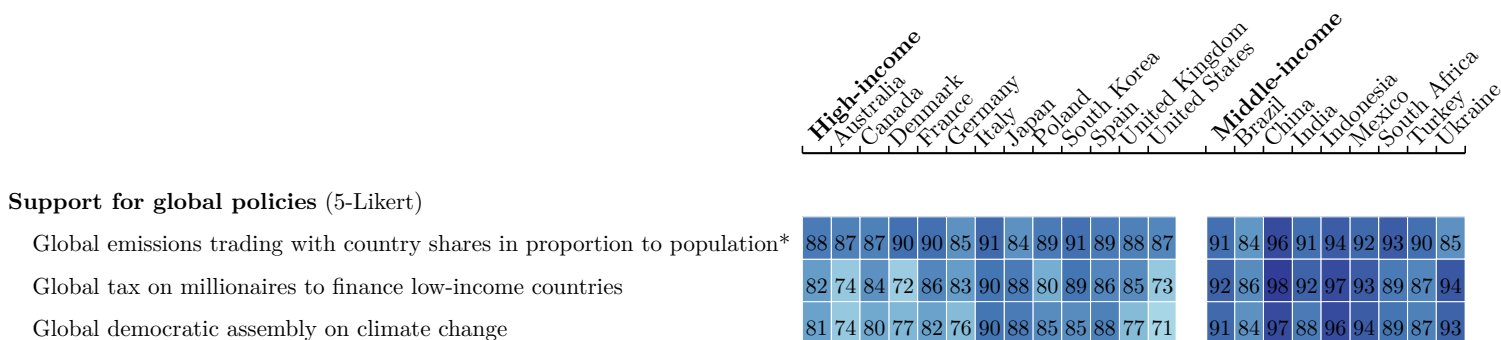 High-income
Australia
Canada
Denmark
France
Germany
Italy
Japan
Poland
South Korea
Spain
United Kingdom
United States
Middle-income
Brazil
China
India
Indonesia
Mexico
South Africa
Turkey
Ukraine
Support for global policies (5-Likert)
Global emissions trading with country shares in proportion to population* 88 87 87 90 90 85 91 84 89 91 89 88 87 91 84 96 91 94 92 93 90 85
Global tax on millionaires to finance low-income countries 82 74 84 72 86 83 90 88 80 89 86 85 73 92 86 98 92 97 93 89 87 94
Global democratic assembly on climate change 81 74 80 77 82 76 90 88 85 85 88 77 71 91 84 97 88 96 94 89 87 93